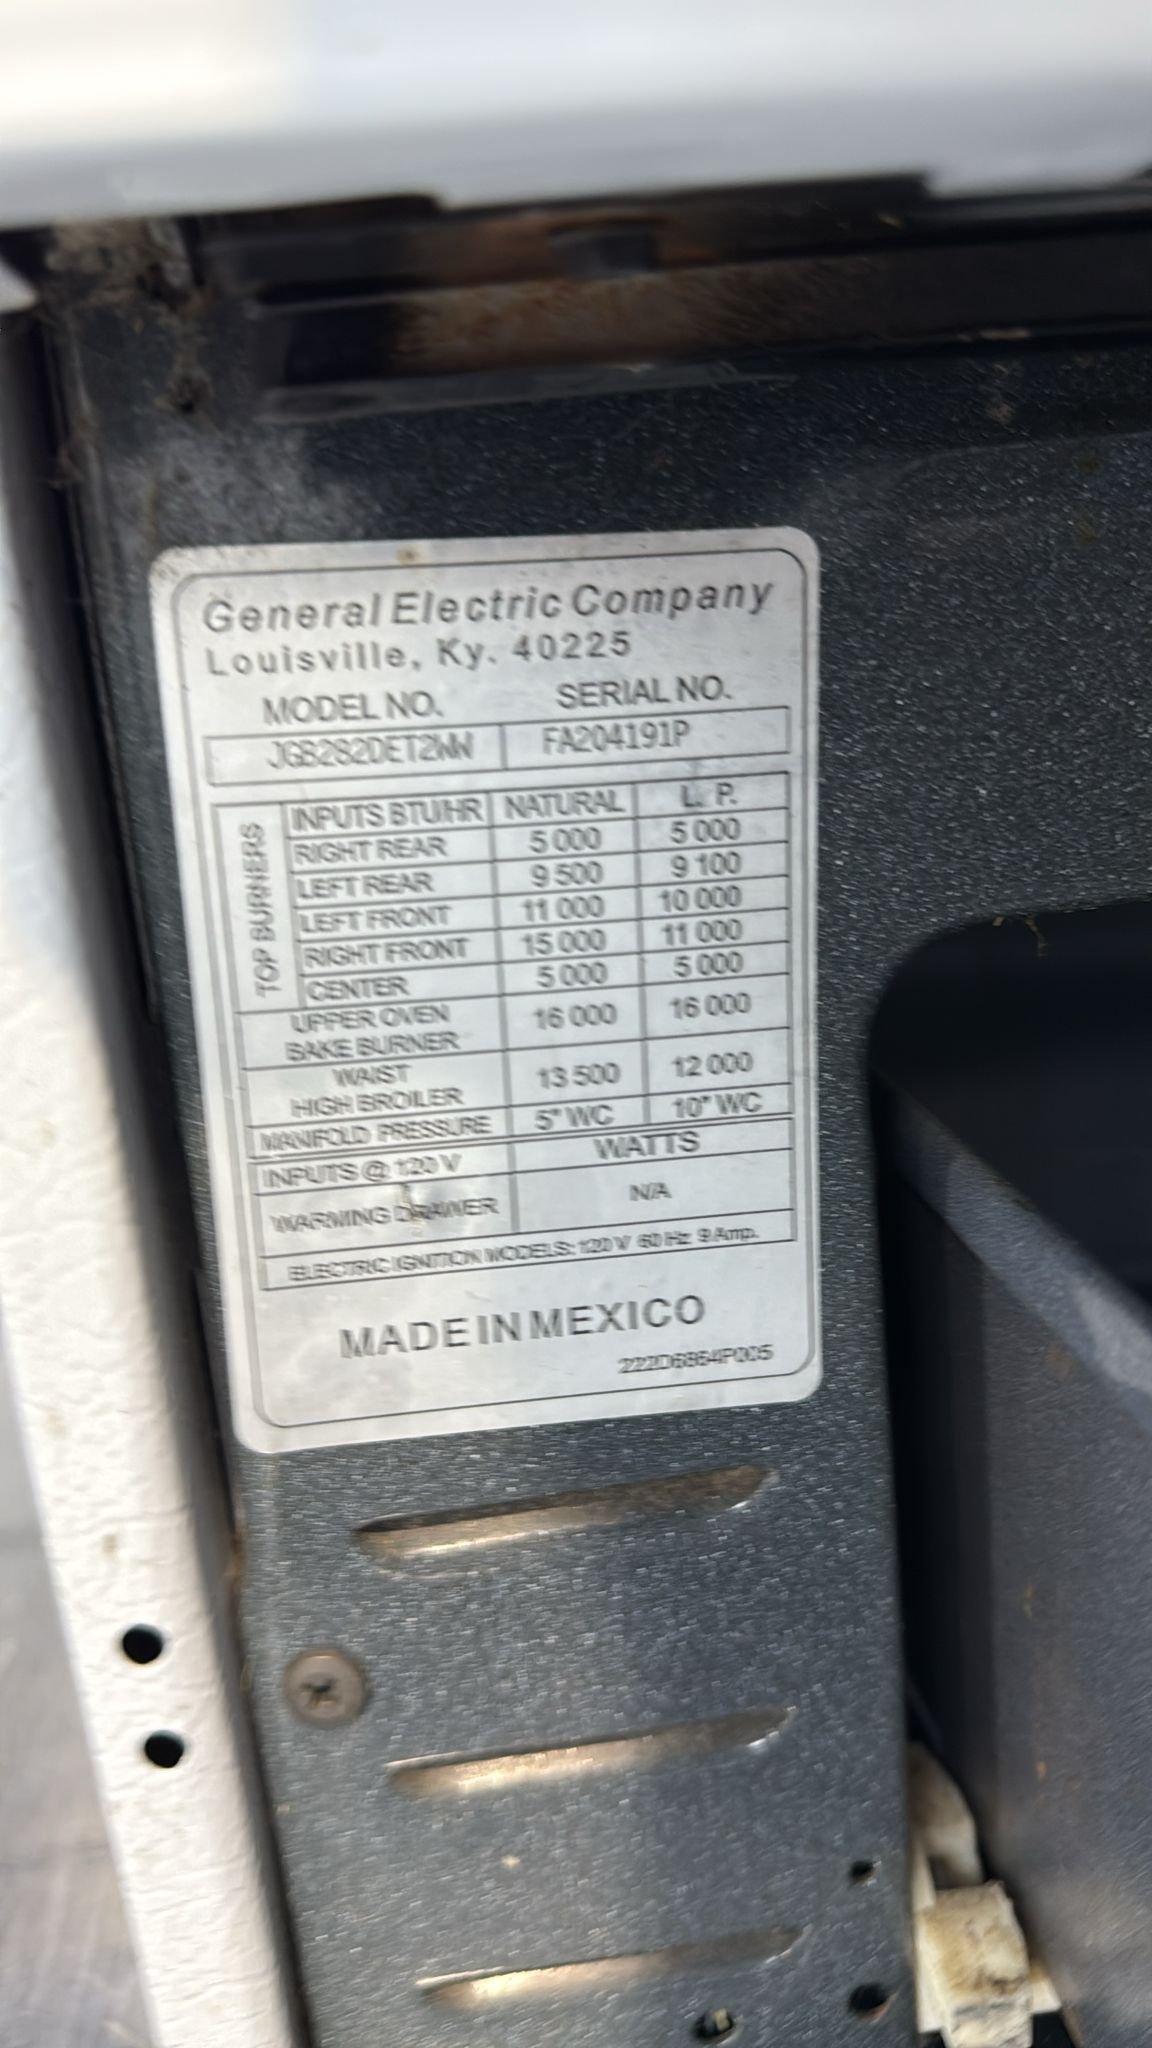 General Electric Company
Louisville, Ky. 40225
MODEL NO. SERIAL NO.
JGB282DET2WW FA204191P
TOP BURNERS
INPUTS BTU/HR NATURAL L. P.
RIGHT REAR 5 000 5 000
LEFT REAR 9 500 9 100
LEFT FRONT 11 000 10 000
RIGHT FRONT 15 000 11 000
CENTER 5 000 5 000
UPPER OVEN
BAKE BURNER 16 000 16 000
WAIST
HIGH BROILER 13 500 12 000
MANIFOLD PRESSURE 5" WC 10" WC
INPUTS @ 120 V WATTS
WARMING DRAWER N/A
ELECTRIC IGNITION MODELS: 120 V 60 Hz 9 Amp.
MADE IN MEXICO
222D6864P005